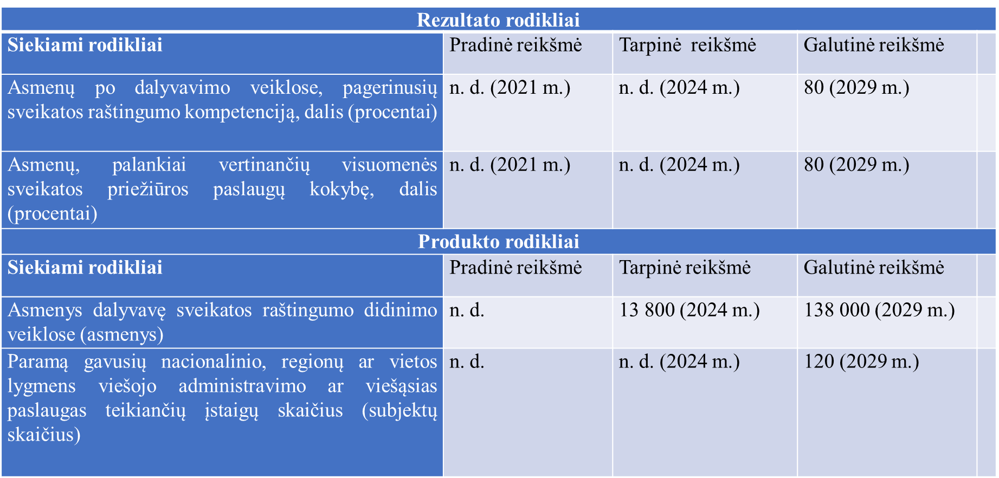 Rezultato rodikliai
Siekiami rodikliai Pradinė reikšmė Tarpinė reikšmė Galutinė reikšmė
Asmenų po dalyvavimo veiklose, pagerinusių n. d. (2021 m.) n. d. (2024 m.) 80 (2029 m.)
sveikatos raštingumo kompetenciją, dalis (procentai)
Asmenų, palankiai vertinančių visuomenės n. d. (2021 m.) n. d. (2024 m.) 80 (2029 m.)
sveikatos priežiūros paslaugų kokybę, dalis
(procentai)
Produkto rodikliai
Siekiami rodikliai Pradinė reikšmė Tarpinė reikšmė Galutinė reikšmė
Asmenys dalyvavę sveikatos raštingumo didinimo n. d. 13 800 (2024 m.) 138 000 (2029 m.)
veiklose (asmenys)
Paramą gavusių nacionalinio, regionų ar vietos n. d. n. d. (2024 m.) 120 (2029 m.)
lygmens viešojo administravimo ar viešąsias
paslaugas teikiančių įstaigų skaičius (subjektų
skaičius)